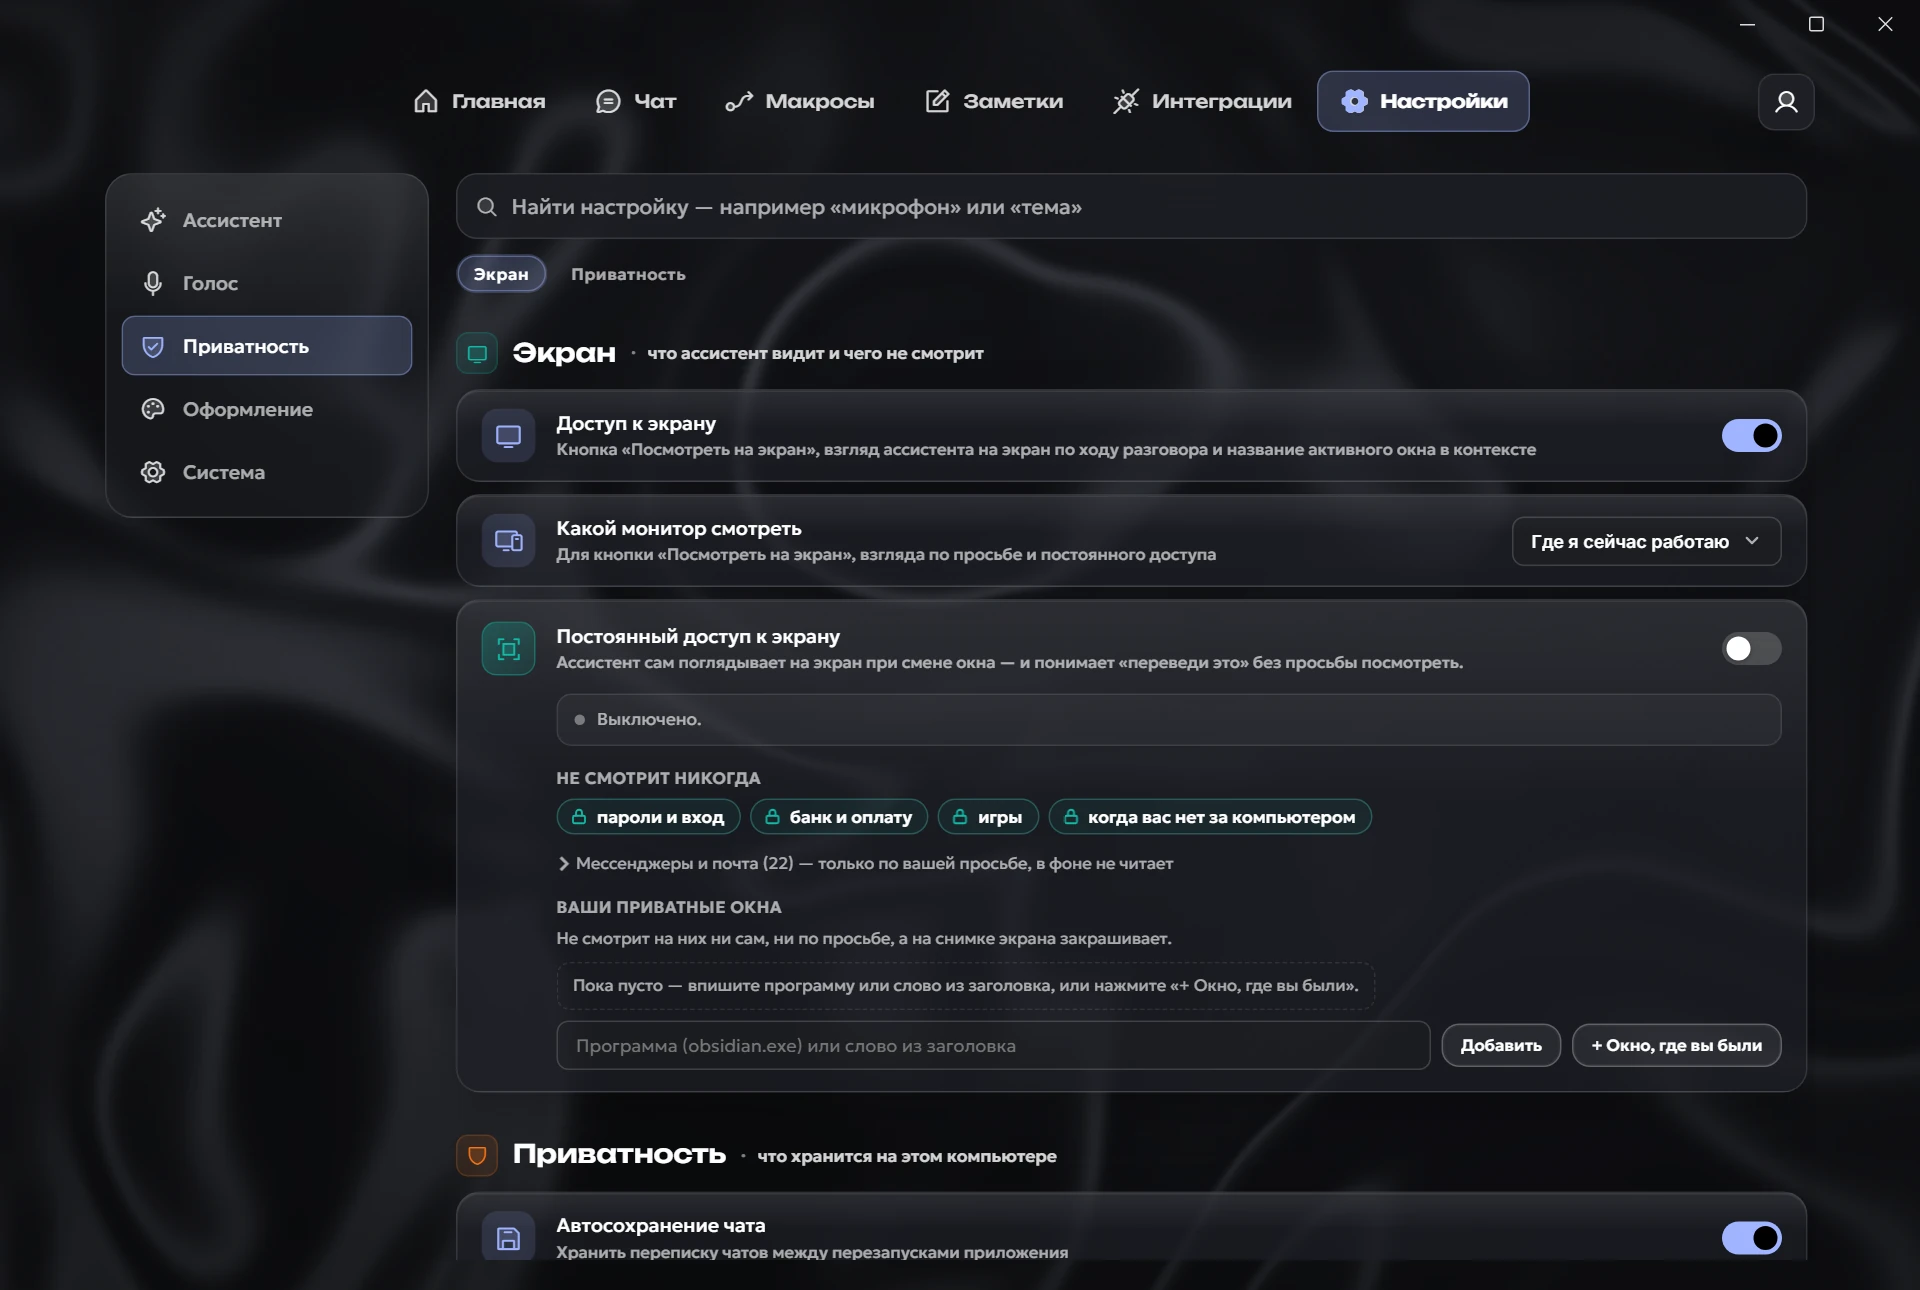 Главная
Чат
Макросы
Заметки
Интеграции
Настройки
Ассистент
Голос
Приватность
Оформление
Система
Найти настройку — например «микрофон» или «тема»
Экран
Приватность
Экран · что ассистент видит и чего не смотрит
Доступ к экрану
Кнопка «Посмотреть на экран», взгляд ассистента на экран по ходу разговора и название активного окна в контексте
Какой монитор смотреть
Для кнопки «Посмотреть на экран», взгляда по просьбе и постоянного доступа
Где я сейчас работаю
Постоянный доступ к экрану
Ассистент сам поглядывает на экран при смене окна — и понимает «переведи это» без просьбы посмотреть.
Выключено.
НЕ СМОТРИТ НИКОГДА
пароли и вход
банк и оплату
игры
когда вас нет за компьютером
Мессенджеры и почта (22) — только по вашей просьбе, в фоне не читает
ВАШИ ПРИВАТНЫЕ ОКНА
Не смотрит на них ни сам, ни по просьбе, а на снимке экрана закрашивает.
Пока пусто — впишите программу или слово из заголовка, или нажмите «+ Окно, где вы были».
Программа (obsidian.exe) или слово из заголовка
Добавить
+ Окно, где вы были
Приватность · что хранится на этом компьютере
Автосохранение чата
Хранить переписку чатов между перезапусками приложения